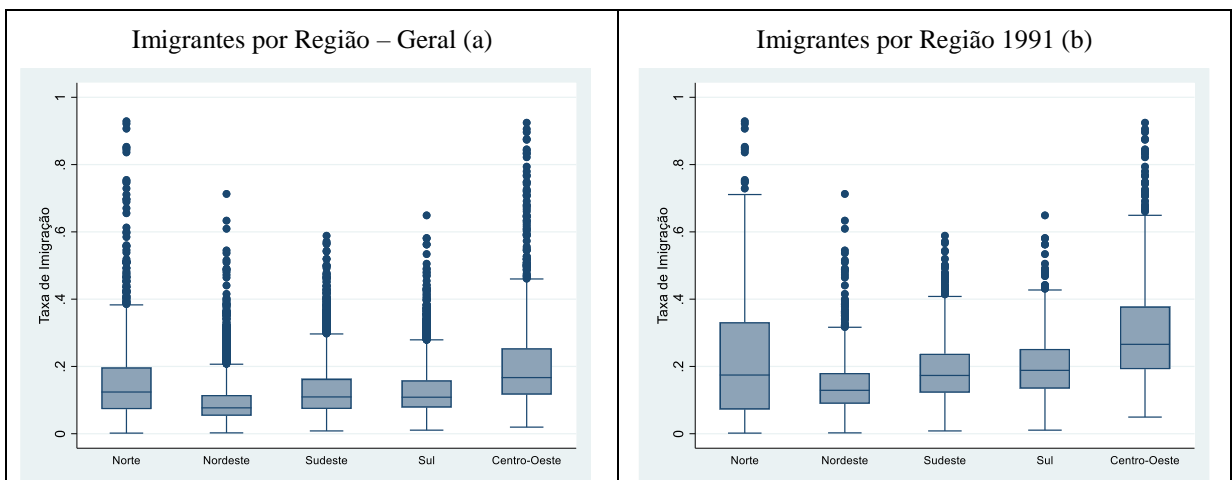 Imigrantes por Região – Geral (a)
Taxa de Imigração
1
.8
.6
.4
.2
0
Norte Nordeste Sudeste Sul Centro-Oeste
Imigrantes por Região 1991 (b)
Taxa de Imigração
1
.8
.6
.4
.2
0
Norte Nordeste Sudeste Sul Centro-Oeste